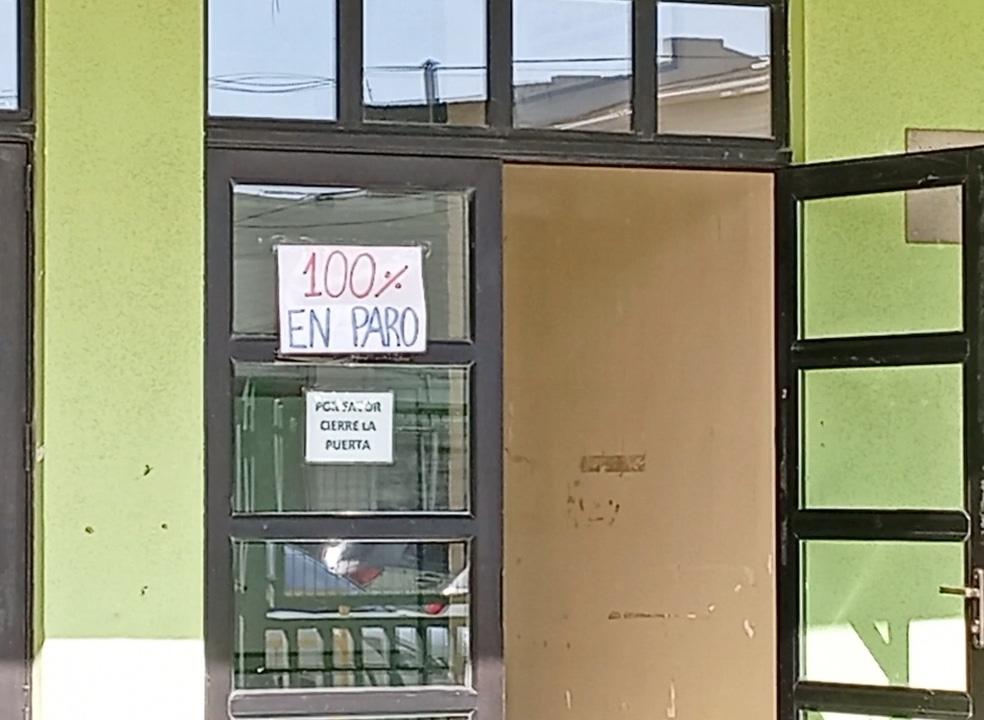 100%
EN PARO
POR FAVOR
CIERRE LA
PUERTA